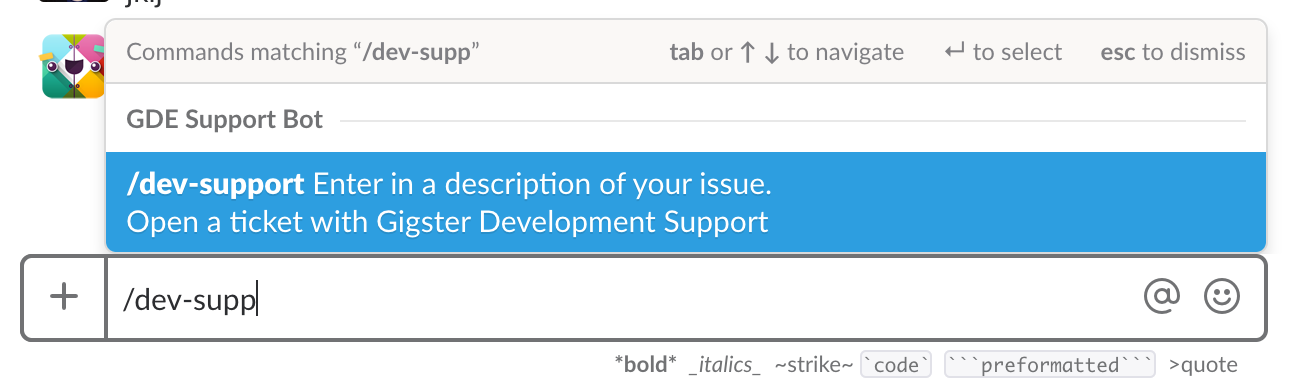 Commands matching “/dev-supp” tab or ↑ ↓ to navigate ↵ to select esc to dismiss
GDE Support Bot
/dev-support Enter in a description of your issue.
Open a ticket with Gigster Development Support
/dev-supp
*bold* _italics_ ~strike~ `code` ```preformatted``` >quote